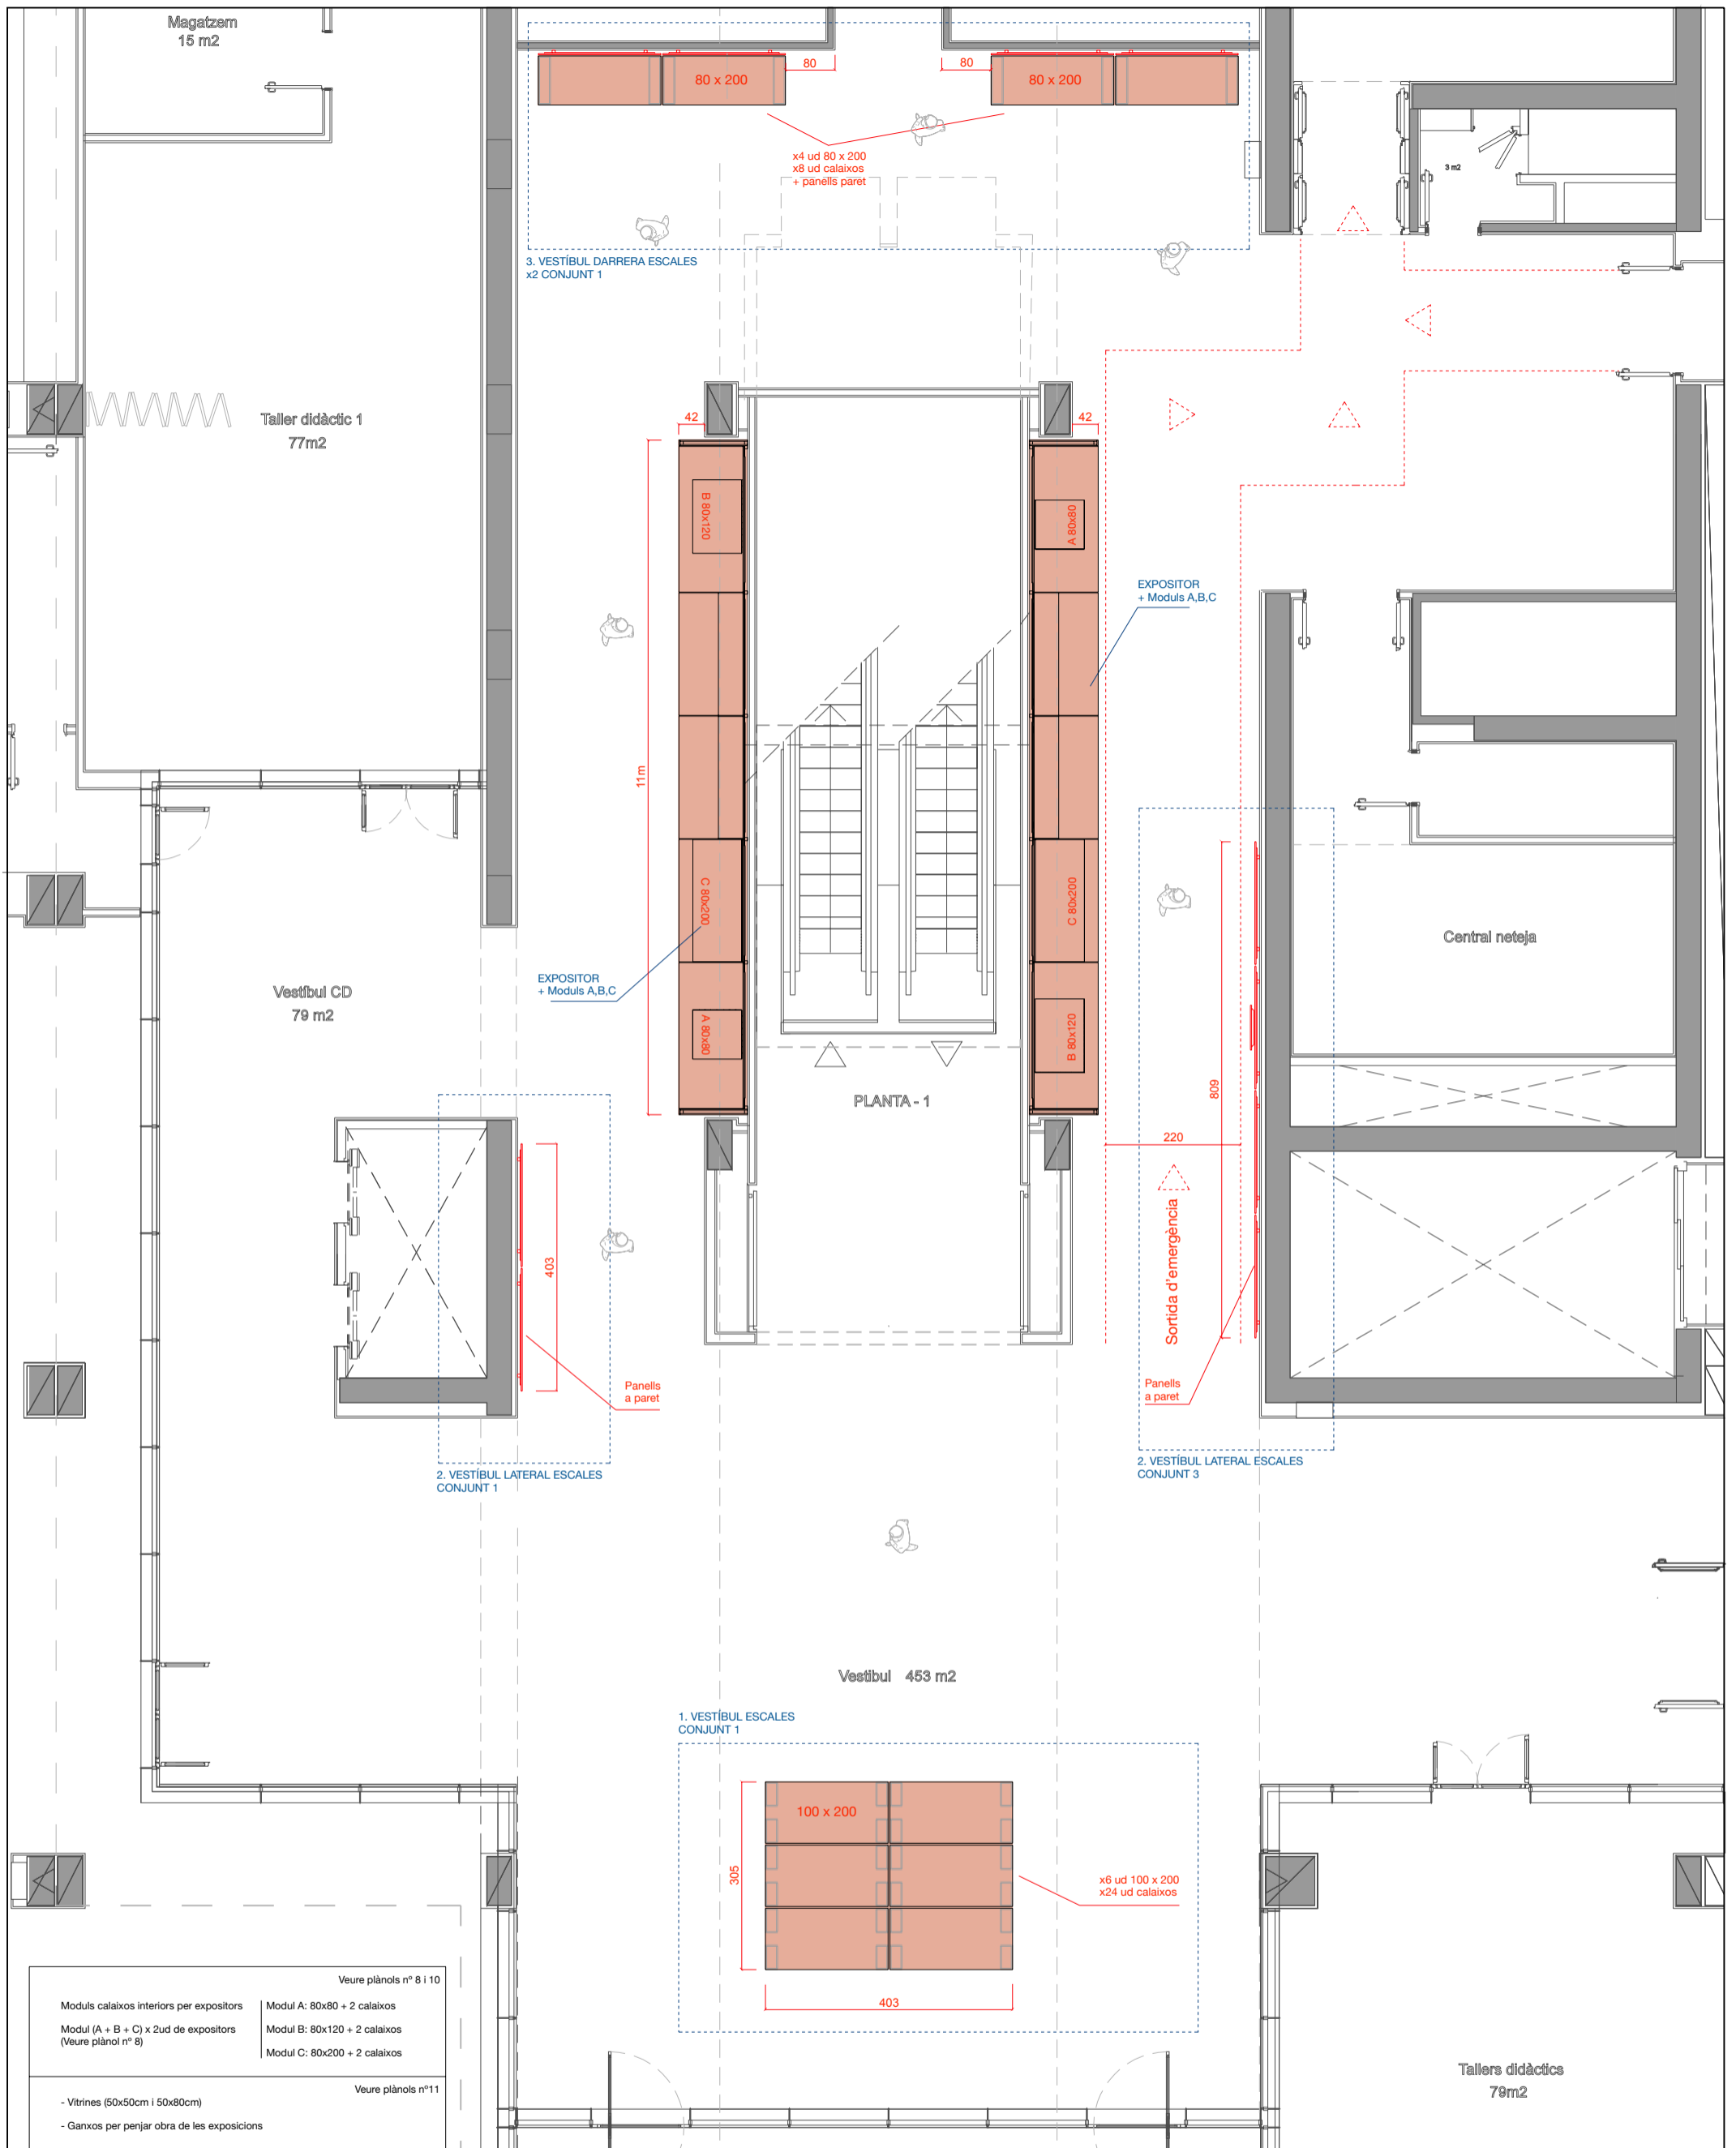 Magatzem
15 m2
80 x 200
80
80
80 x 200
x4 ud 80 x 200
x8 ud calaixos
+ panells paret
3 m2
3. VESTÍBUL DARRERA ESCALES
x2 CONJUNT 1
Taller didàctic 1
77m2
42
42
B 80x120
A 80x80
EXPOSITOR
+ Moduls A,B,C
11m
C 80x200
C 80x200
Central neteja
EXPOSITOR
+ Moduls A,B,C
Vestíbul CD
79 m2
A 80x80
B 80x120
PLANTA - 1
809
220
Sortida d'emergència
403
Panells
a paret
Panells
a paret
2. VESTÍBUL LATERAL ESCALES
CONJUNT 1
2. VESTÍBUL LATERAL ESCALES
CONJUNT 3
Vestibul 453 m2
1. VESTÍBUL ESCALES
CONJUNT 1
100 x 200
305
x6 ud 100 x 200
x24 ud calaixos
403
Veure plànols nº 8 i 10
Moduls calaixos interiors per expositors
Modul (A + B + C) x 2ud de expositors
(Veure plànol nº 8)
Modul A: 80x80 + 2 calaixos
Modul B: 80x120 + 2 calaixos
Modul C: 80x200 + 2 calaixos
Veure plànols nº11
- Vitrines (50x50cm i 50x80cm)
- Ganxos per penjar obra de les exposicions
Tallers didàctics
79m2